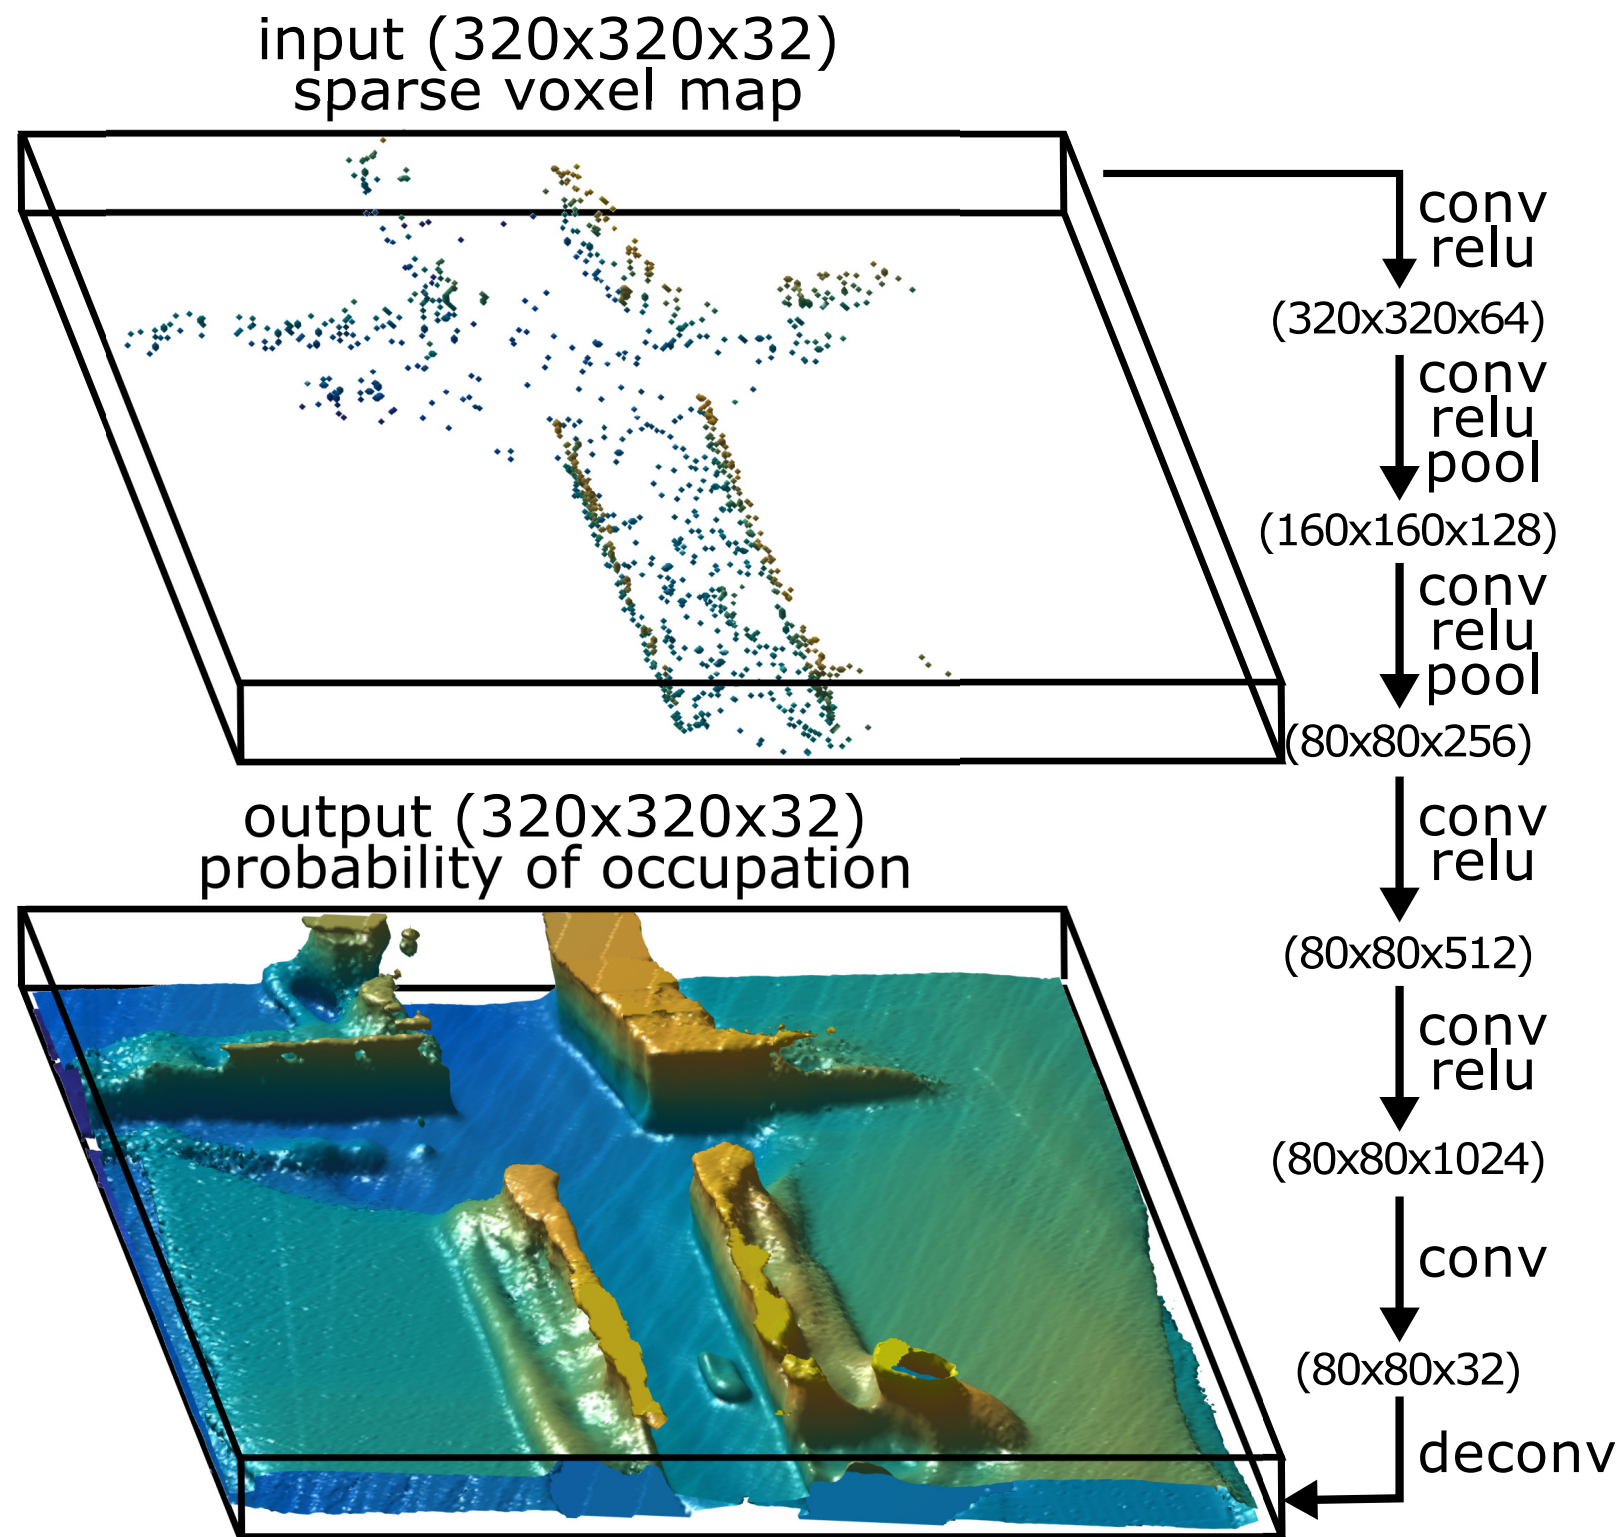 input (320x320x32)
sparse voxel map
conv
relu
(320x320x64)
conv
relu
pool
(160x160x128)
conv
relu
pool
(80x80x256)
output (320x320x32)
probability of occupation
conv
relu
(80x80x512)
conv
relu
(80x80x1024)
conv
(80x80x32)
deconv